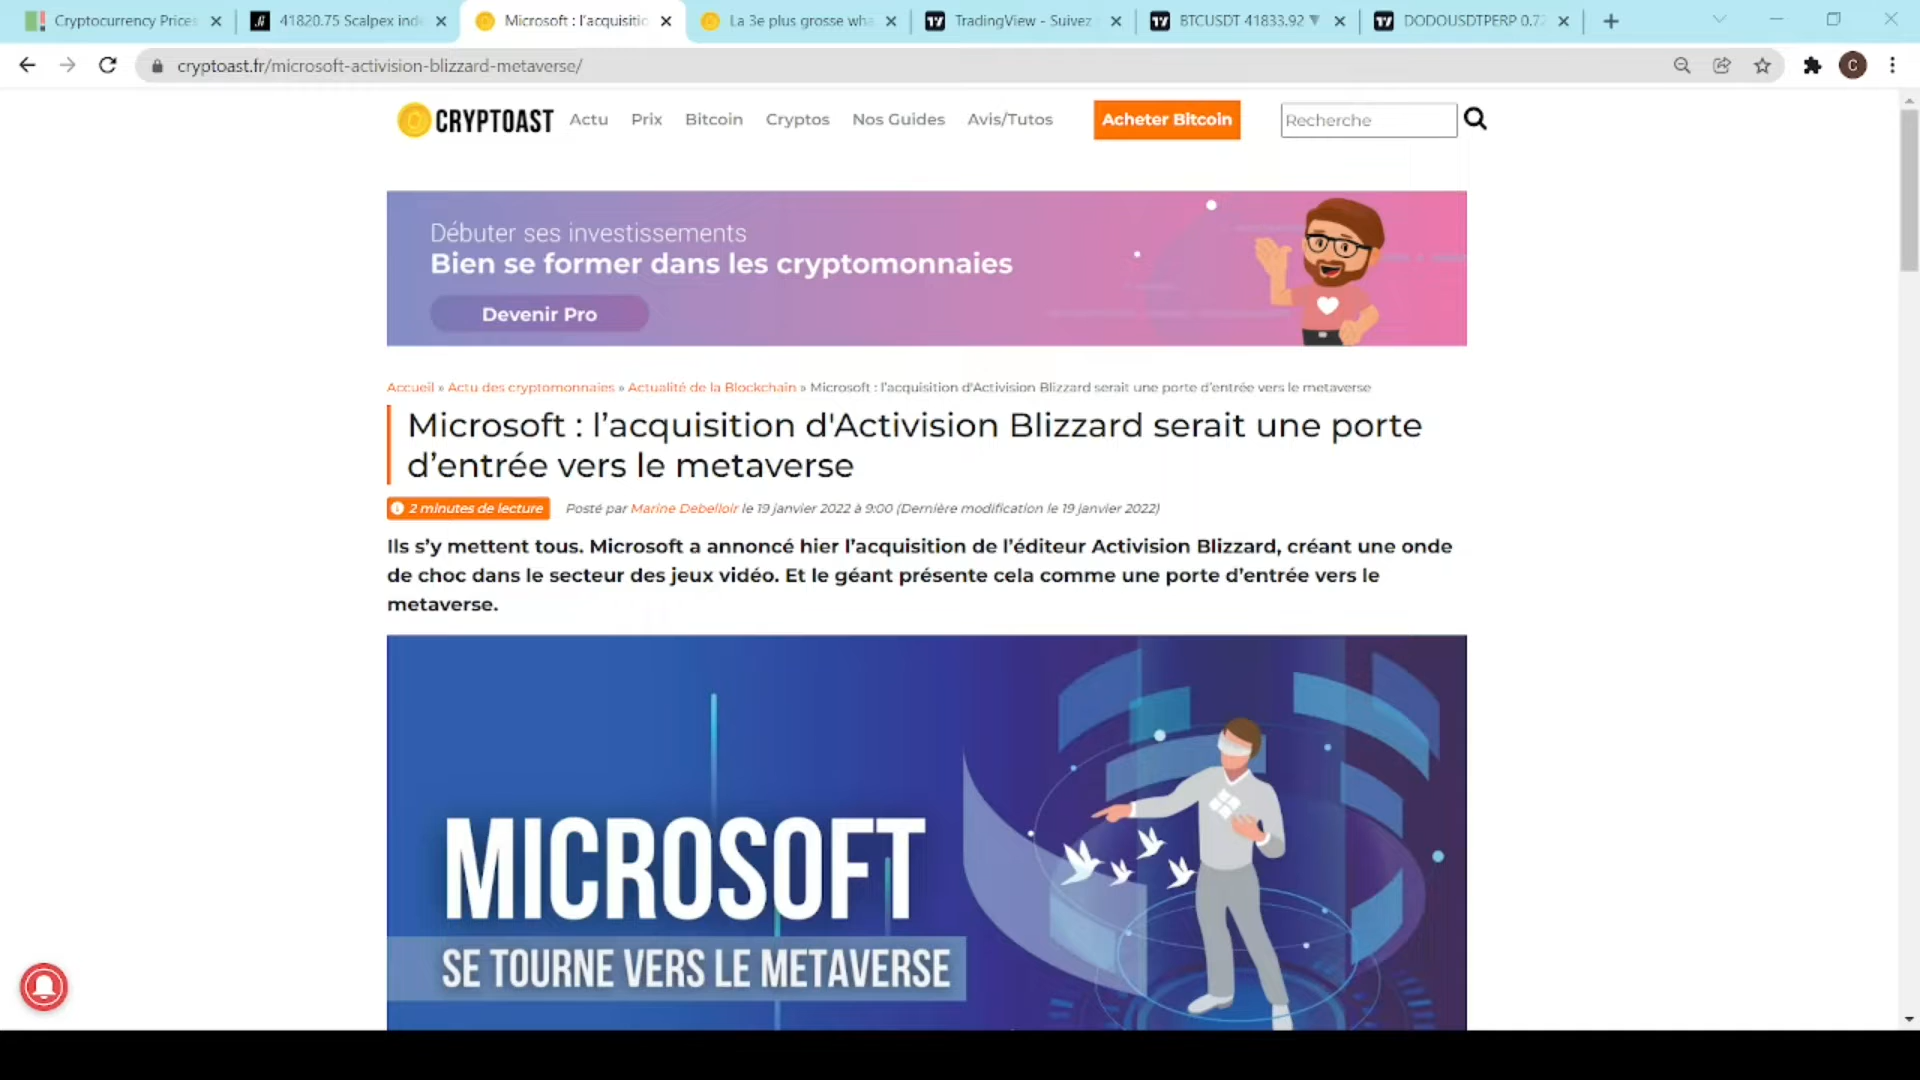 Cryptocurrency Prices
41820.75 Scalpex inde
Microsoft : l'acquisitio
La 3e plus grosse wha
TradingView - Suivez
BTCUSDT 41833.92 ▼
DODOUSDTPERP 0.72
cryptoast.fr/microsoft-activision-blizzard-metaverse/
C
CRYPTOAST
Actu
Prix
Bitcoin
Cryptos
Nos Guides
Avis/Tutos
Acheter Bitcoin
Recherche
Débuter ses investissements
Bien se former dans les cryptomonnaies
Devenir Pro
Accueil » Actu des cryptomonnaies » Actualité de la Blockchain » Microsoft : l'acquisition d'Activision Blizzard serait une porte d'entrée vers le metaverse
Microsoft : l'acquisition d'Activision Blizzard serait une porte
d'entrée vers le metaverse
2 minutes de lecture
Posté par Marine Debelloir le 19 janvier 2022 à 9:00 (Dernière modification le 19 janvier 2022)
Ils s'y mettent tous. Microsoft a annoncé hier l'acquisition de l'éditeur Activision Blizzard, créant une onde
de choc dans le secteur des jeux vidéo. Et le géant présente cela comme une porte d'entrée vers le
metaverse.
MICROSOFT
SE TOURNE VERS LE METAVERSE